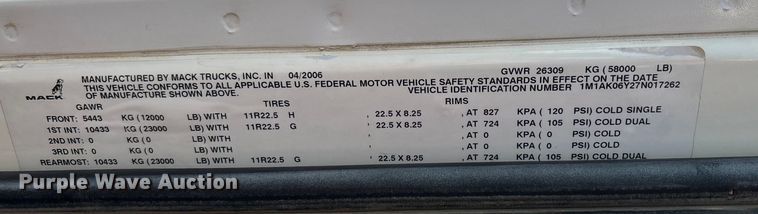 MANUFACTURED BY MACK TRUCKS, INC. IN 04/2006 GVWR 26309 KG ( 58000 LB)
THIS VEHICLE CONFORMS TO ALL APPLICABLE U.S. FEDERAL MOTOR VEHICLE SAFETY STANDARDS IN EFFECT ON THE DATE
OF MANUFACTURE SHOWN ABOVE. VEHICLE IDENTIFICATION NUMBER 1M1AK06Y27N017262
MACK
GAWR TIRES RIMS
FRONT: 5443 KG (12000 LB) WITH 11R22.5 H , 22.5 X 8.25 , AT 827 KPA ( 120 PSI) COLD SINGLE
1ST INT: 10433 KG (23000 LB) WITH 11R22.5 G , 22.5 X 8.25 , AT 724 KPA ( 105 PSI) COLD DUAL
2ND INT: 0 KG ( 0 LB) WITH , , AT 0 KPA ( 0 PSI) COLD
3RD INT: 0 KG ( 0 LB) WITH , , AT 0 KPA ( 0 PSI) COLD
REARMOST: 10433 KG (23000 LB) WITH 11R22.5 G , 22.5 X 8.25 , AT 724 KPA ( 105 PSI) COLD DUAL
Purple Wave Auction